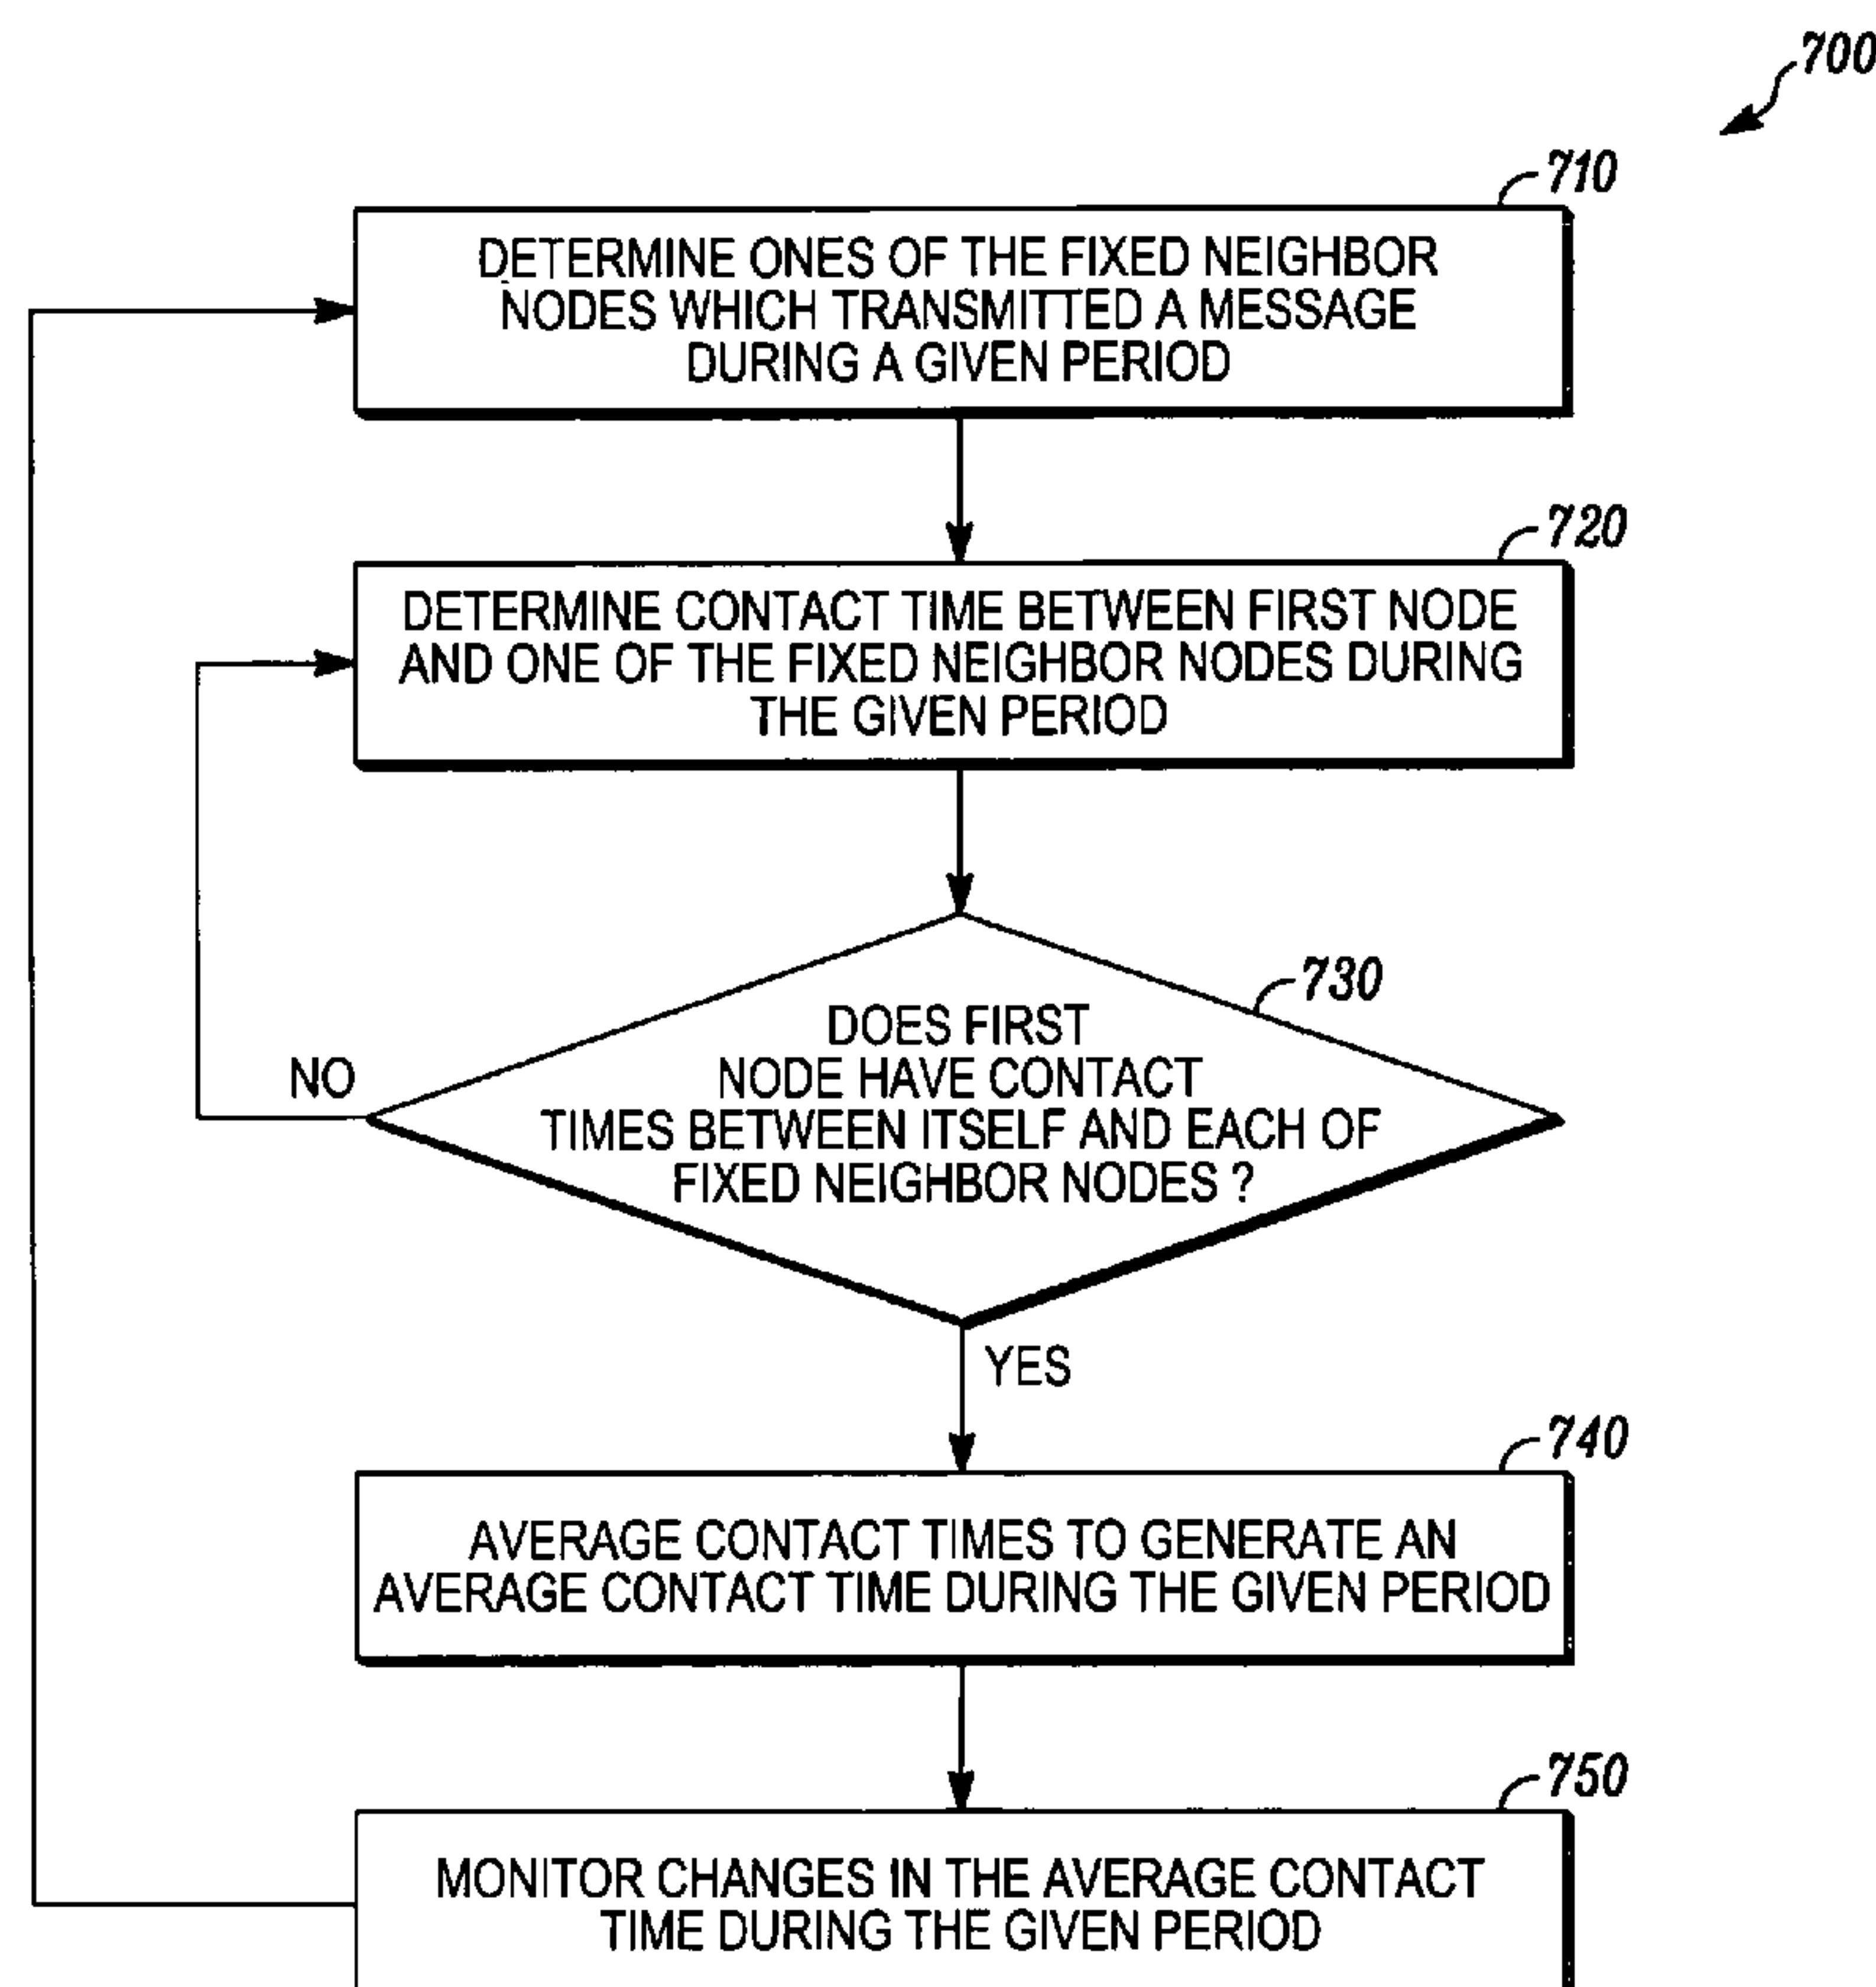 700
710
DETERMINE ONES OF THE FIXED NEIGHBOR
NODES WHICH TRANSMITTED A MESSAGE
DURING A GIVEN PERIOD
720
DETERMINE CONTACT TIME BETWEEN FIRST NODE
AND ONE OF THE FIXED NEIGHBOR NODES DURING
THE GIVEN PERIOD
730
DOES FIRST
NODE HAVE CONTACT
TIMES BETWEEN ITSELF AND EACH OF
FIXED NEIGHBOR NODES ?
NO
YES
740
AVERAGE CONTACT TIMES TO GENERATE AN
AVERAGE CONTACT TIME DURING THE GIVEN PERIOD
750
MONITOR CHANGES IN THE AVERAGE CONTACT
TIME DURING THE GIVEN PERIOD